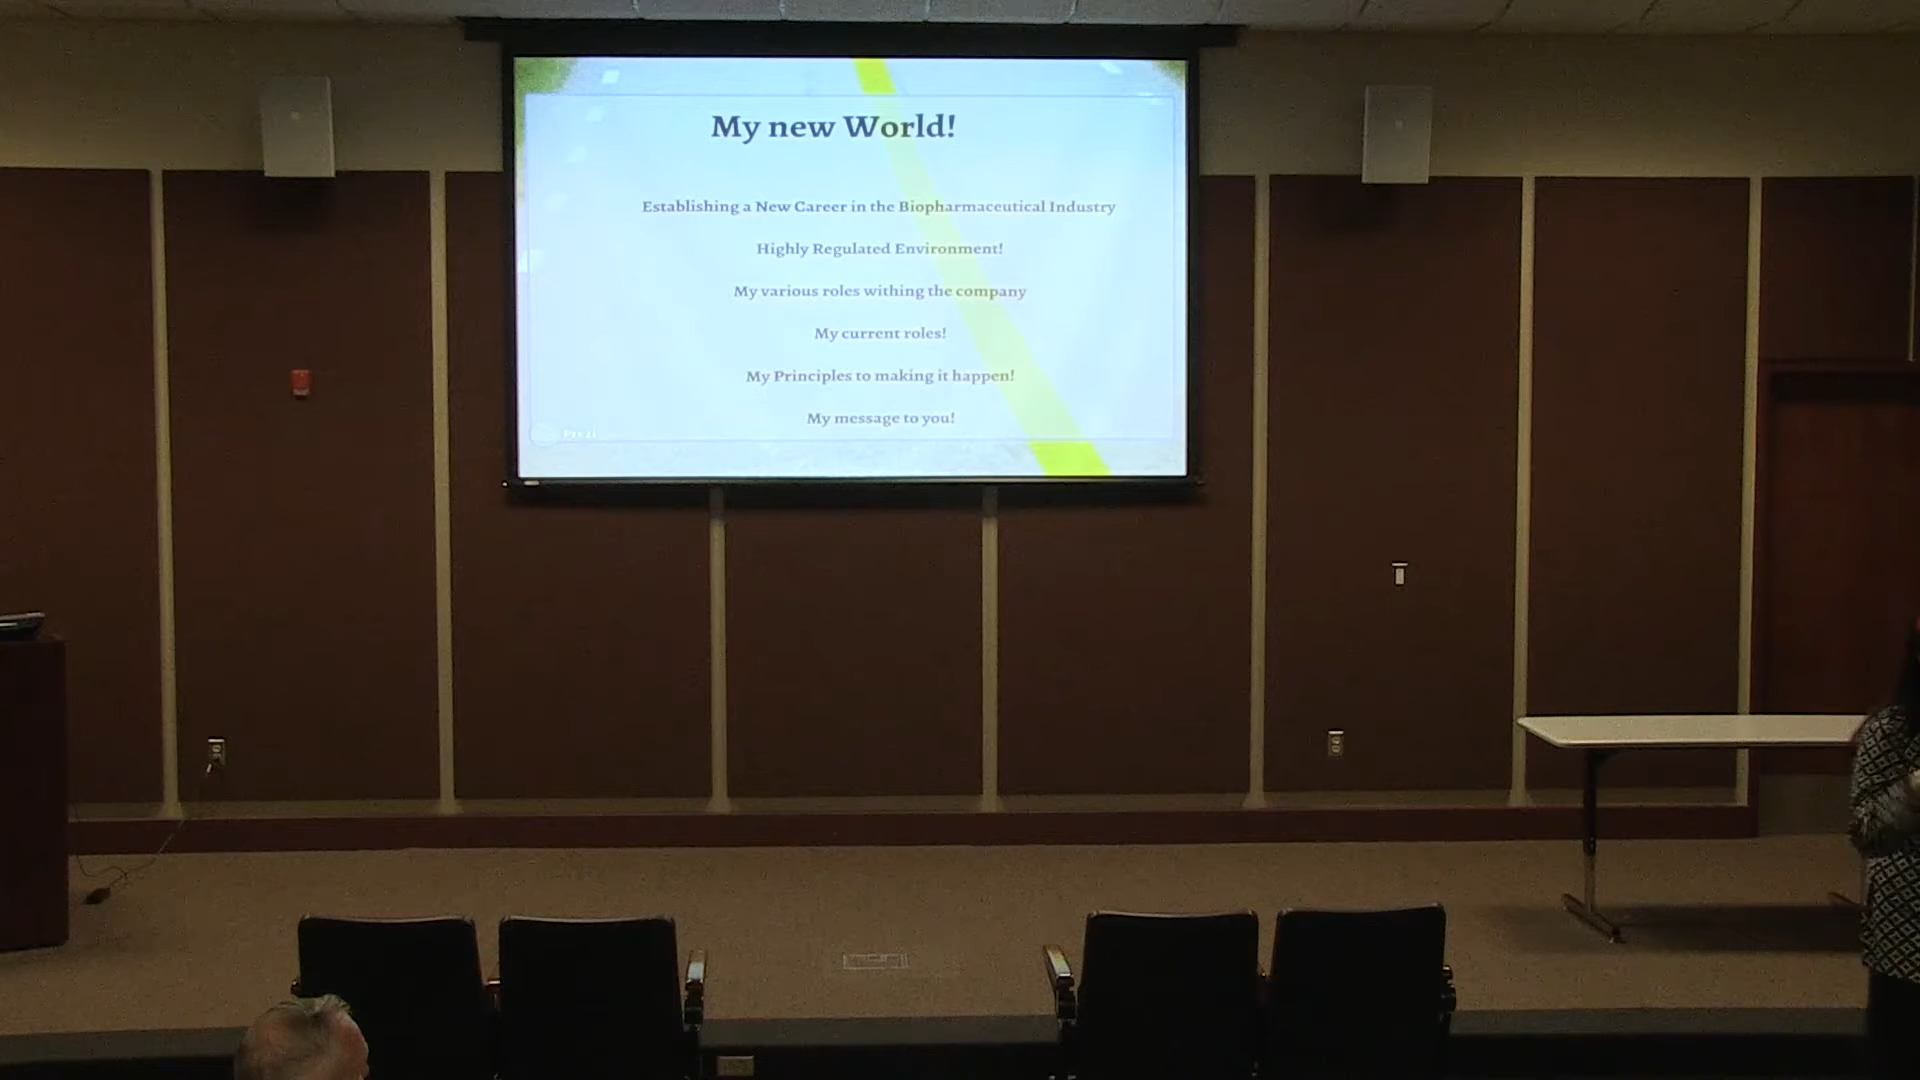 My new World!
Establishing a New Career in the Biopharmaceutical Industry
Highly Regulated Environment!
My various roles withing the company
My current roles!
My Principles to making it happen!
My message to you!
Prezi